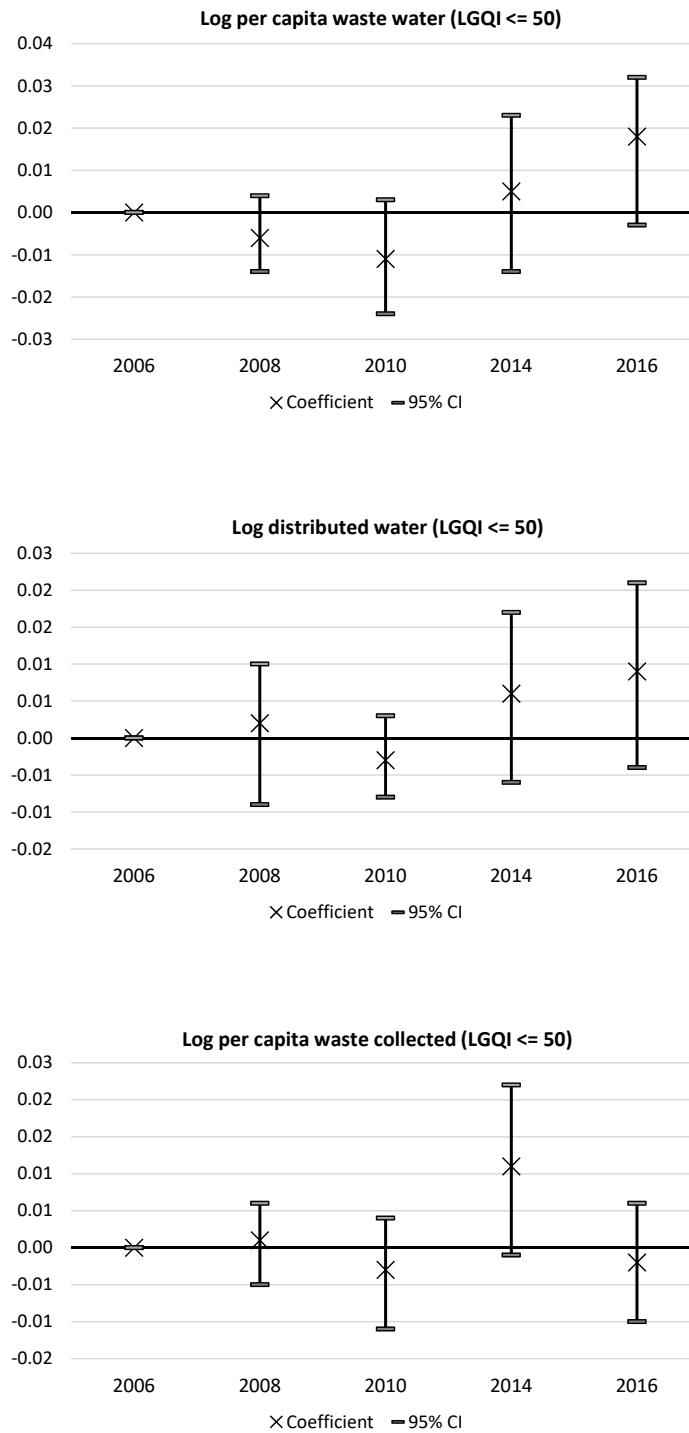 Log per capita waste water (LGQI <= 50)
0.04
0.03
0.02
0.01
0.00
-0.01
-0.02
-0.03
2006 2008 2010 2014 2016
Coefficient 95% CI
Log distributed water (LGQI <= 50)
0.03
0.02
0.02
0.01
0.01
0.00
-0.01
-0.01
-0.02
2006 2008 2010 2014 2016
Coefficient 95% CI
Log per capita waste collected (LGQI <= 50)
0.03
0.02
0.02
0.01
0.01
0.00
-0.01
-0.01
-0.02
2006 2008 2010 2014 2016
Coefficient 95% CI